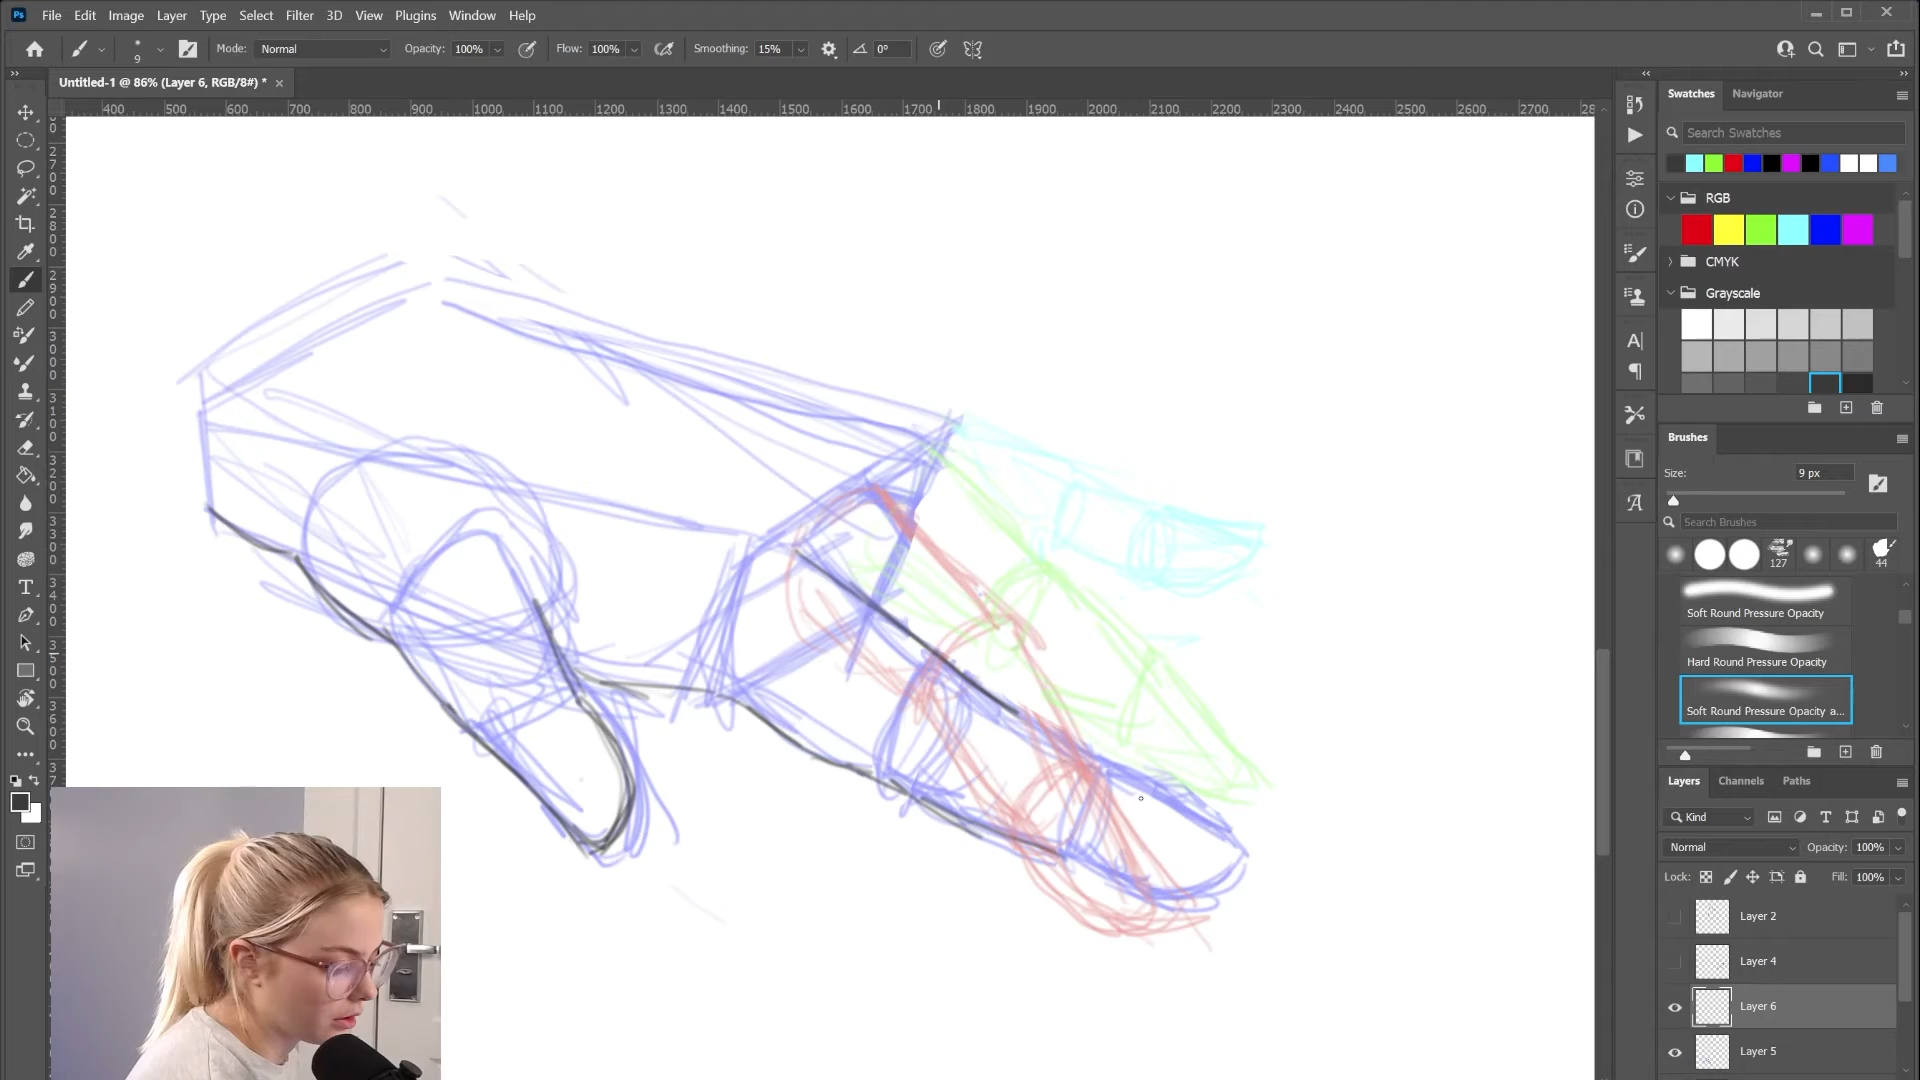 Ps File Edit Image Layer Type Select Filter 3D View Plugins Window Help
9 Mode: Normal Opacity: 100% Flow: 100% Smoothing: 15% 0°
Untitled-1 @ 86% (Layer 6, RGB/8#) *
400 500 600 700 800 900 1000 1100 1200 1300 1400 1500 1600 1700 1800 1900 2000 2100 2200 2300 2400 2500 2600 2700 28
Swatches Navigator
Search Swatches
RGB
CMYK
Grayscale
Brushes
Size: 9 px
Search Brushes
127 44
Soft Round Pressure Opacity
Hard Round Pressure Opacity
Soft Round Pressure Opacity a...
Layers Channels Paths
Kind
Normal Opacity: 100%
Lock: Fill: 100%
Layer 2
Layer 4
Layer 6
Layer 5